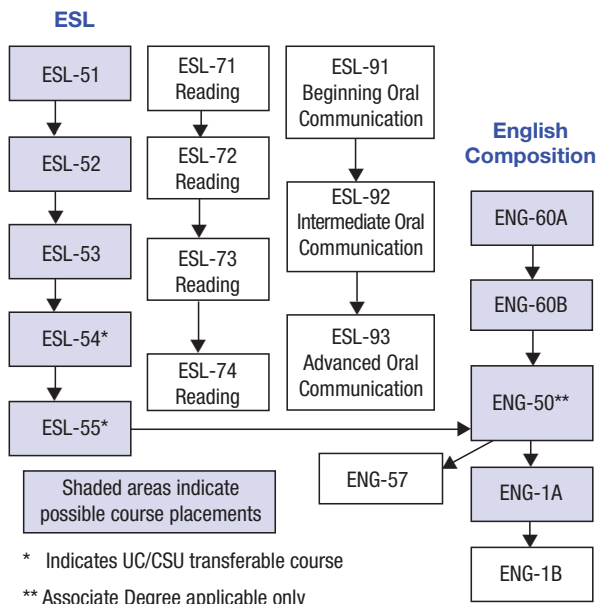 ESL
ESL-51
ESL-52
ESL-53
ESL-54*
ESL-55*
ESL-71
Reading
ESL-72
Reading
ESL-73
Reading
ESL-74
Reading
ESL-91
Beginning Oral
Communication
ESL-92
Intermediate Oral
Communication
ESL-93
Advanced Oral
Communication
English
Composition
ENG-60A
ENG-60B
ENG-50**
ENG-57
ENG-1A
ENG-1B
Shaded areas indicate
possible course placements
* Indicates UC/CSU transferable course
** Associate Degree applicable only